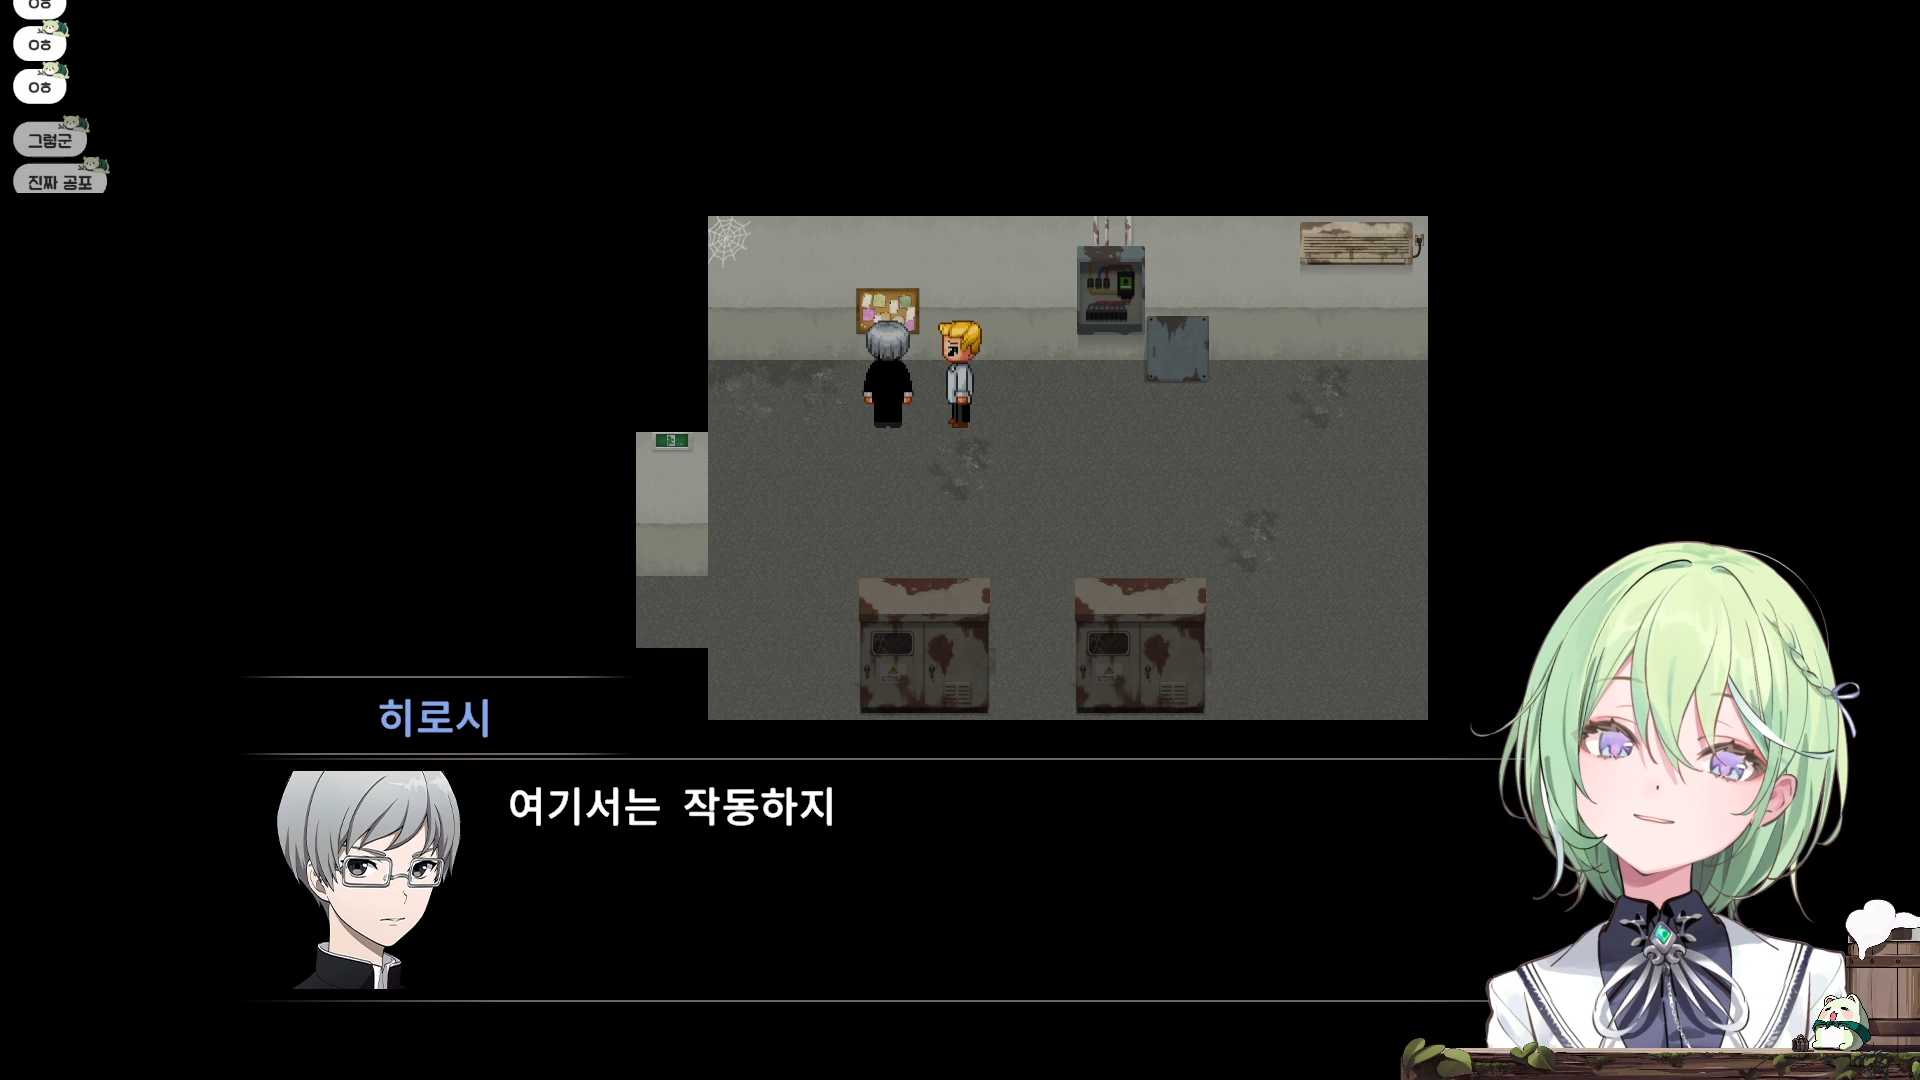 ㅇㅎ
ㅇㅎ
ㅇㅎ
그렇군
진짜 공포
히로시
여기서는 작동하지